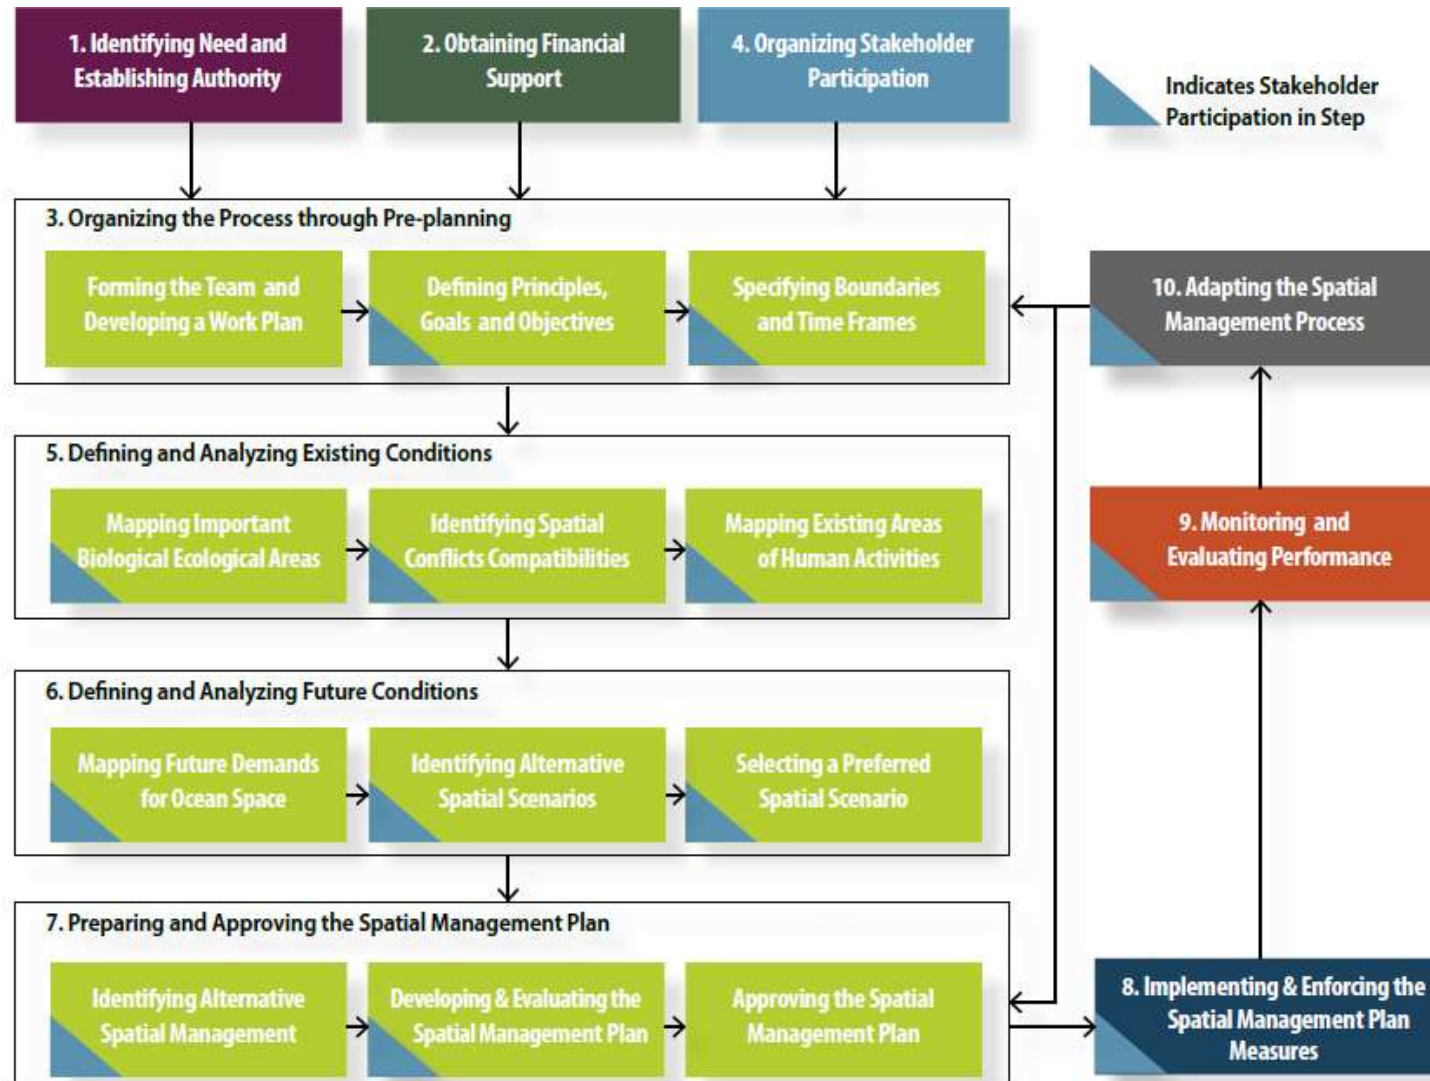 1. Identifying Need and
Establishing Authority
2. Obtaining Financial
Support
4. Organizing Stakeholder
Participation
Indicates Stakeholder
Participation in Step
3. Organizing the Process through Pre-planning
Forming the Team and
Developing a Work Plan
Defining Principles,
Goals and Objectives
Specifying Boundaries
and Time Frames
10. Adapting the Spatial
Management Process
5. Defining and Analyzing Existing Conditions
Mapping Important
Biological Ecological Areas
Identifying Spatial
Conflicts Compatibilities
Mapping Existing Areas
of Human Activities
9. Monitoring and
Evaluating Performance
6. Defining and Analyzing Future Conditions
Mapping Future Demands
for Ocean Space
Identifying Alternative
Spatial Scenarios
Selecting a Preferred
Spatial Scenario
7. Preparing and Approving the Spatial Management Plan
Identifying Alternative
Spatial Management
Developing & Evaluating the
Spatial Management Plan
Approving the Spatial
Management Plan
8. Implementing & Enforcing the
Spatial Management Plan
Measures